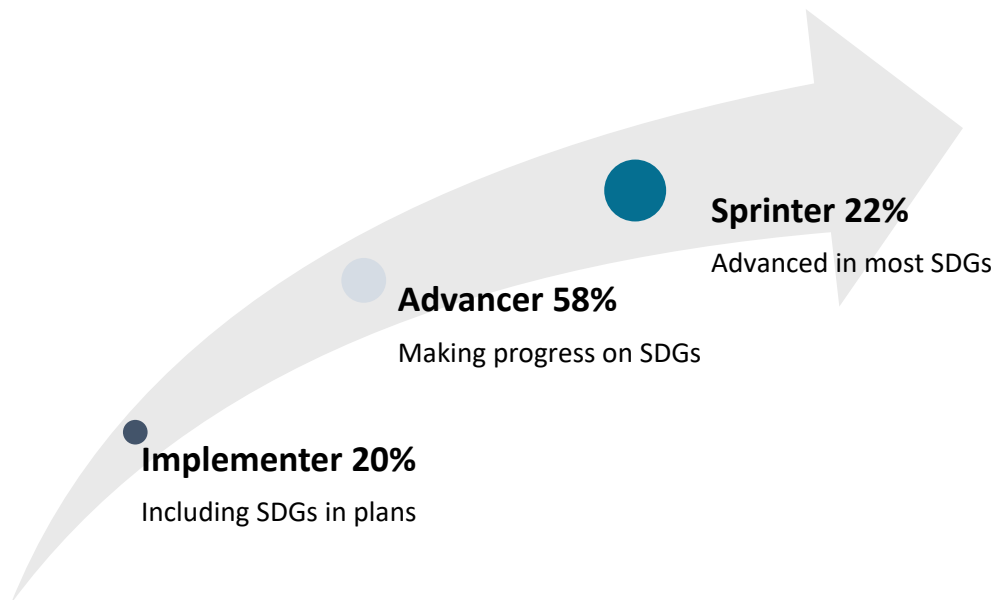 Sprinter 22%
Advanced in most SDGs
Advancer 58%
Making progress on SDGs
Implementer 20%
Including SDGs in plans